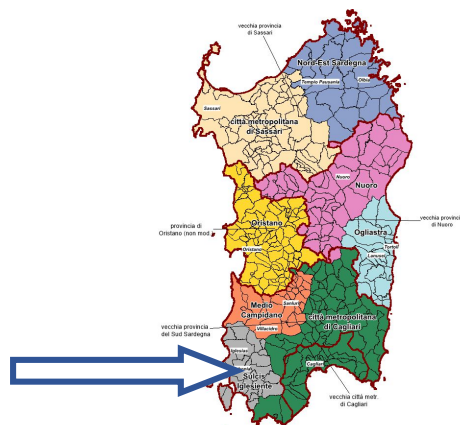 vecchia provincia
di Sassari
Nord-Est Sardegna
Tempio Pausania
Olbia
Sassari
città metropolitana
di Sassari
Nuoro
Nuoro
Oristano
Ogliastra
provincia di
Oristano (non mod.
vecchia provincia
di Nuoro
Oristano
Tortolì
Lanusei
Medio
Campidano
Sanluri
città metropolitana
di Cagliari
vecchia provincia
del Sud Sardegna
Villacidro
Iglesias
Sulcis
Iglesiente
Cagliari
vecchia città metr.
di Cagliari